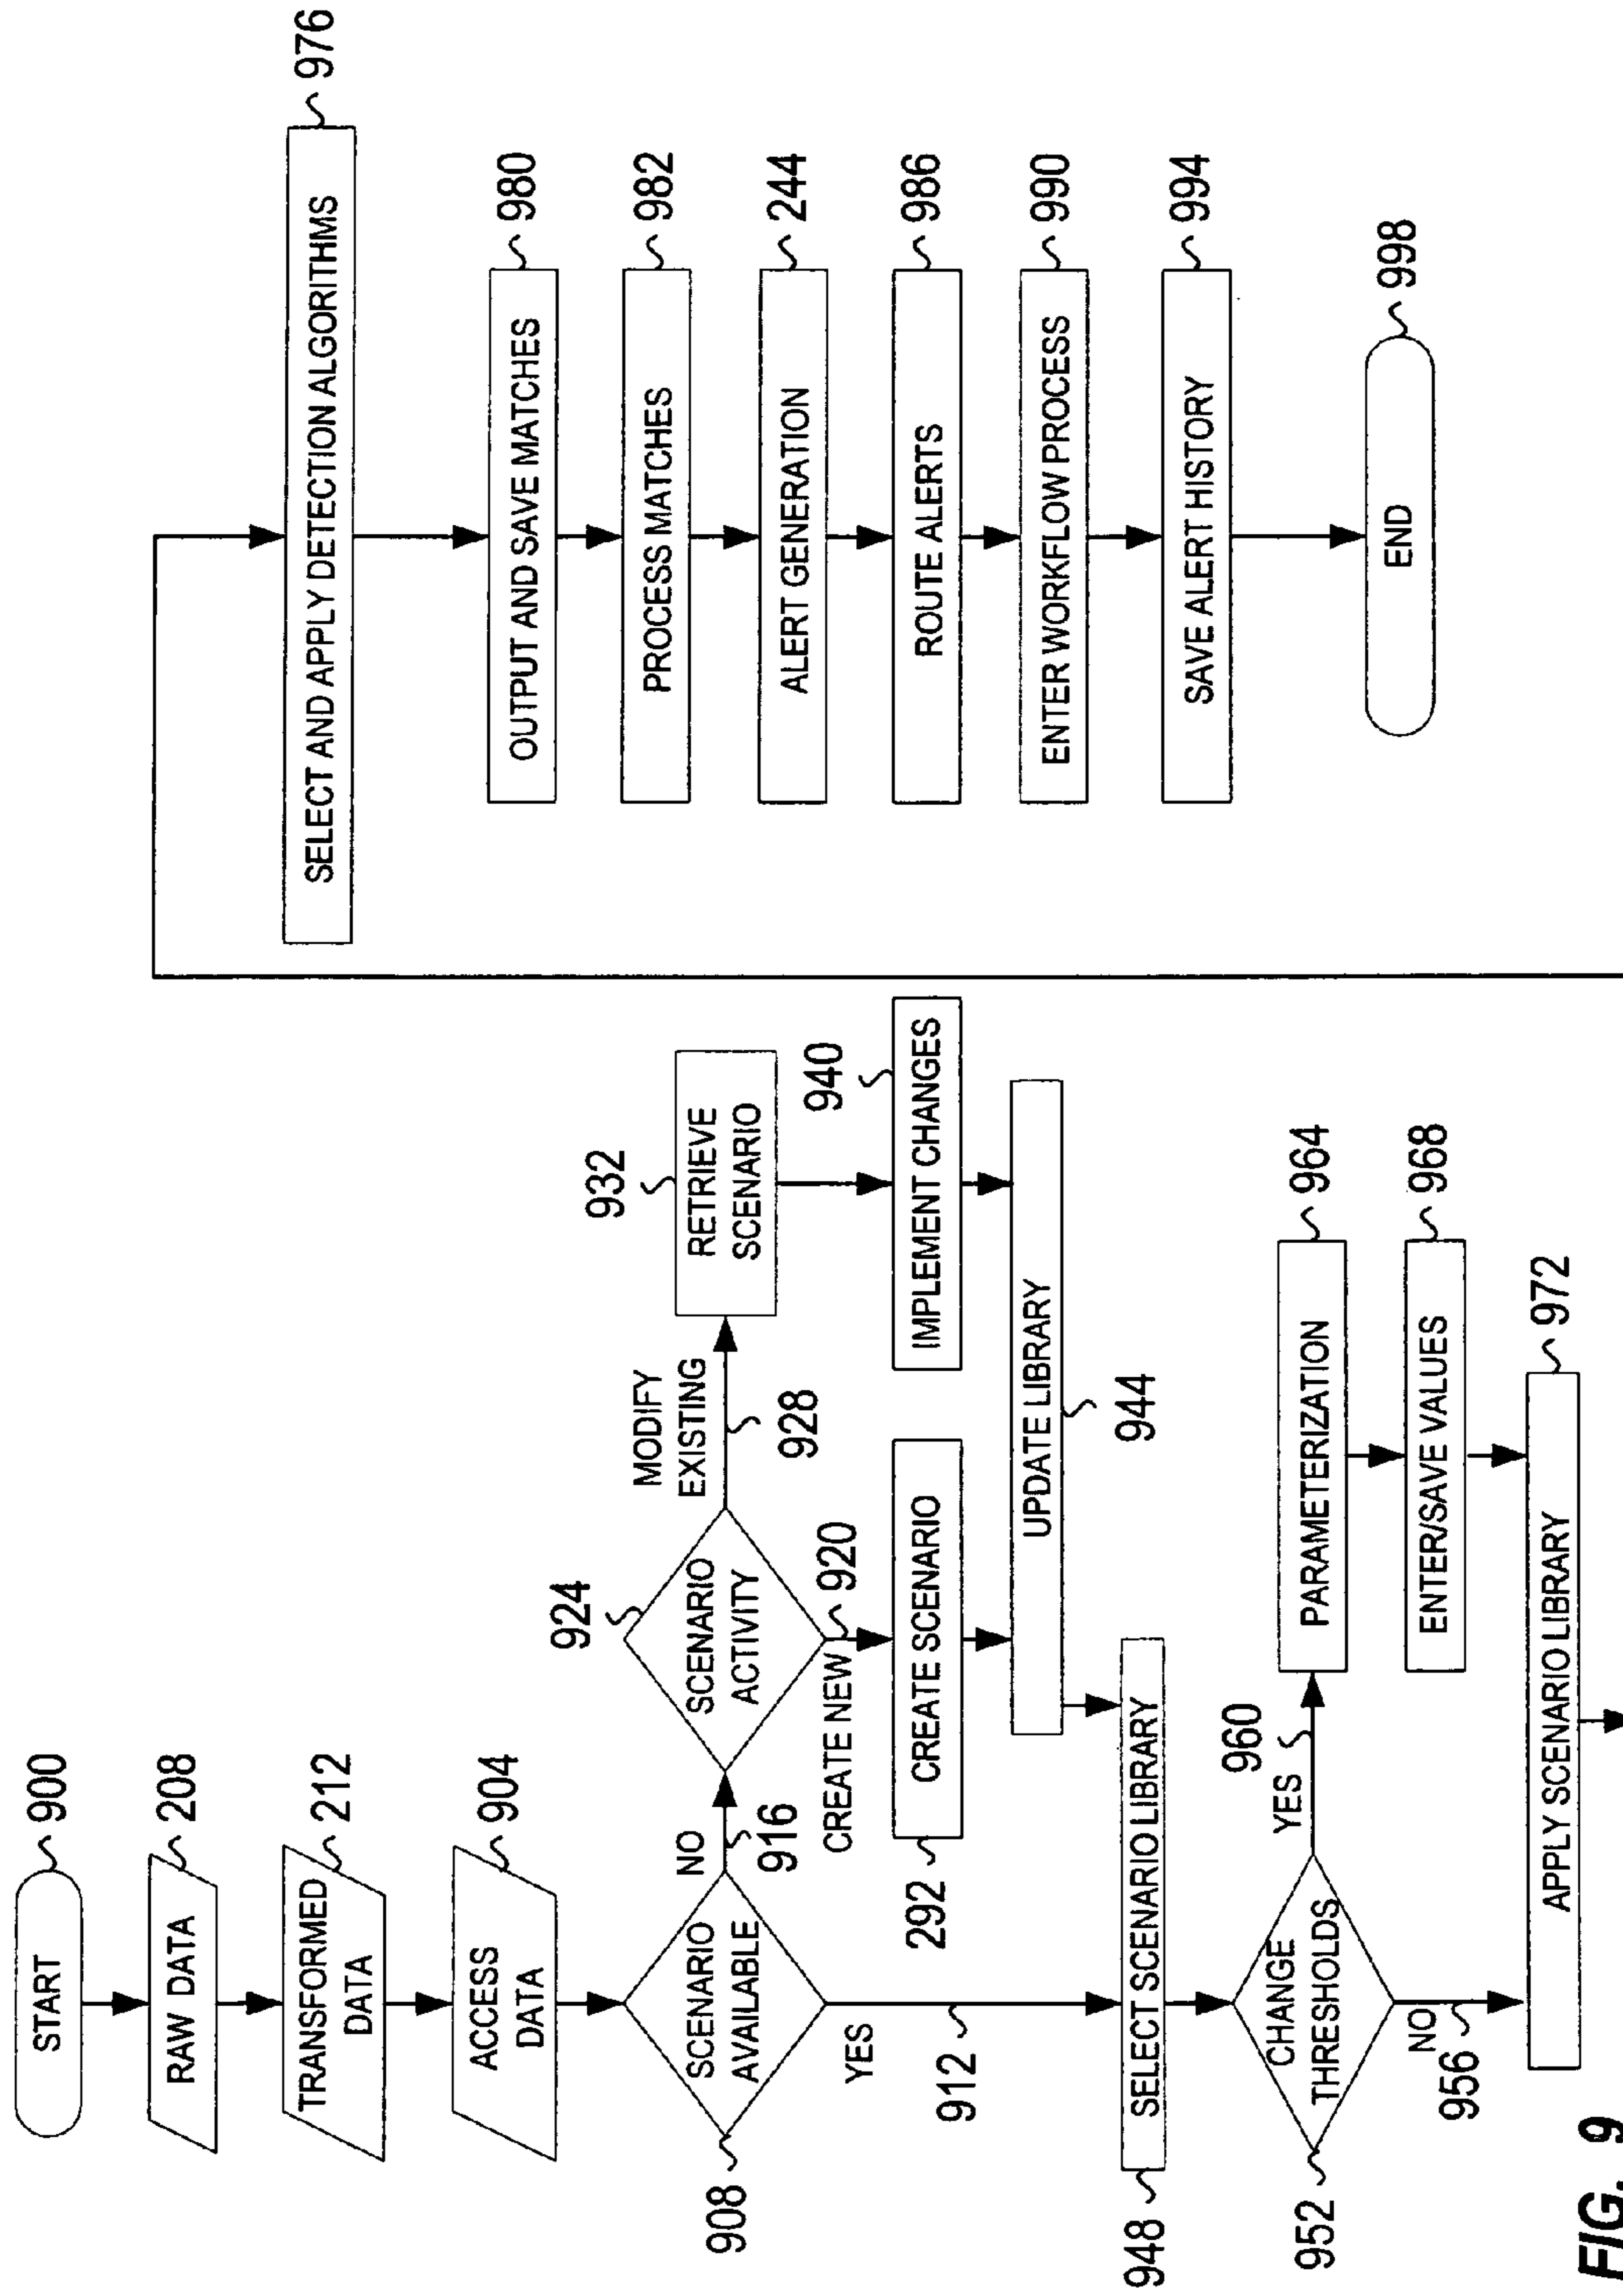 START
900
RAW DATA
208
TRANSFORMED
DATA
212
ACCESS
DATA
904
SCENARIO
AVAILABLE
908
NO
916
YES
912
SCENARIO
ACTIVITY
924
MODIFY
EXISTING
928
CREATE NEW
920
RETRIEVE
SCENARIO
932
CREATE SCENARIO
292
IMPLEMENT CHANGES
940
UPDATE LIBRARY
944
SELECT SCENARIO LIBRARY
948
CHANGE
THRESHOLDS
952
YES
960
NO
956
PARAMETERIZATION
964
ENTER/SAVE VALUES
968
APPLY SCENARIO LIBRARY
972
SELECT AND APPLY DETECTION ALGORITHMS
976
OUTPUT AND SAVE MATCHES
980
PROCESS MATCHES
982
ALERT GENERATION
244
ROUTE ALERTS
986
ENTER WORKFLOW PROCESS
990
SAVE ALERT HISTORY
994
END
998
FIG. 9